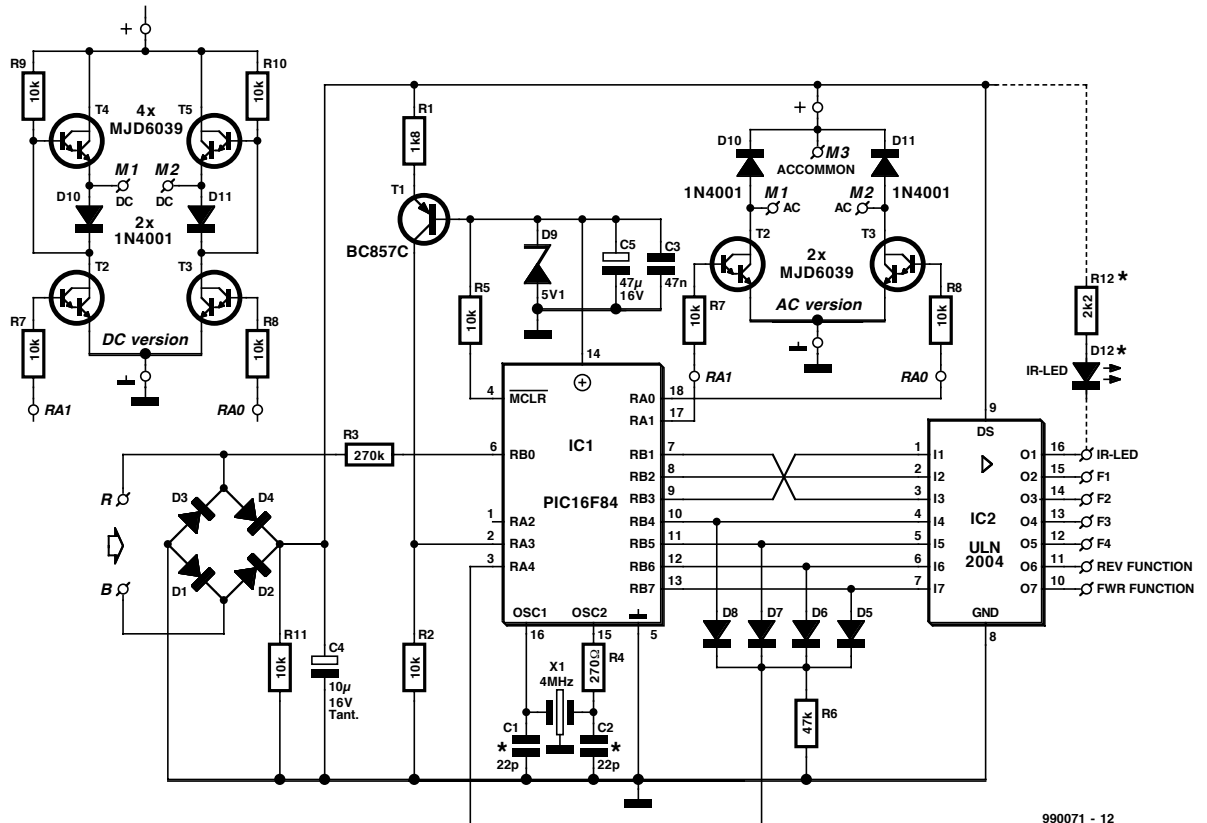 +
R9
10k
R10
10k
T4
4x
MJD6039
T5
M1
DC
M2
DC
D10
2x
1N4001
D11
T2
T3
R7
10k
DC version
R8
10k
RA1
RA0
R1
1k8
T1
BC857C
R5
10k
D9
5V1
C5
47µ
16V
C3
47n
+
D10
M3
ACCOMMON
D11
1N4001
M1
AC
M2
AC
1N4001
T2
2x
MJD6039
T3
R7
10k
AC version
R8
10k
RA1
RA0
R12 *
2k2
D12 *
IR-LED
R3
270k
R
B
D3
D4
D1
D2
R11
10k
C4
10µ
16V
Tant.
R2
10k
14
4
MCLR
RA0
18
RA1
17
IC1
6
RB0
RB1
7
RB2
8
PIC16F84
RB3
9
1
RA2
RB4
10
2
RA3
RB5
11
3
RA4
RB6
12
RB7
13
OSC1
OSC2
16
15
5
X1
4MHz
270Ω
R4
C1
*
22p
C2
*
22p
D8
D7
D6
D5
47k
R6
9
DS
1
I1
O1
16
IR-LED
2
I2
O2
15
F1
3
I3
O3
14
F2
4
I4
IC2
O4
13
F3
5
I5
ULN
2004
O5
12
F4
6
I6
O6
11
REV FUNCTION
7
I7
O7
10
FWR FUNCTION
GND
8
990071 - 12